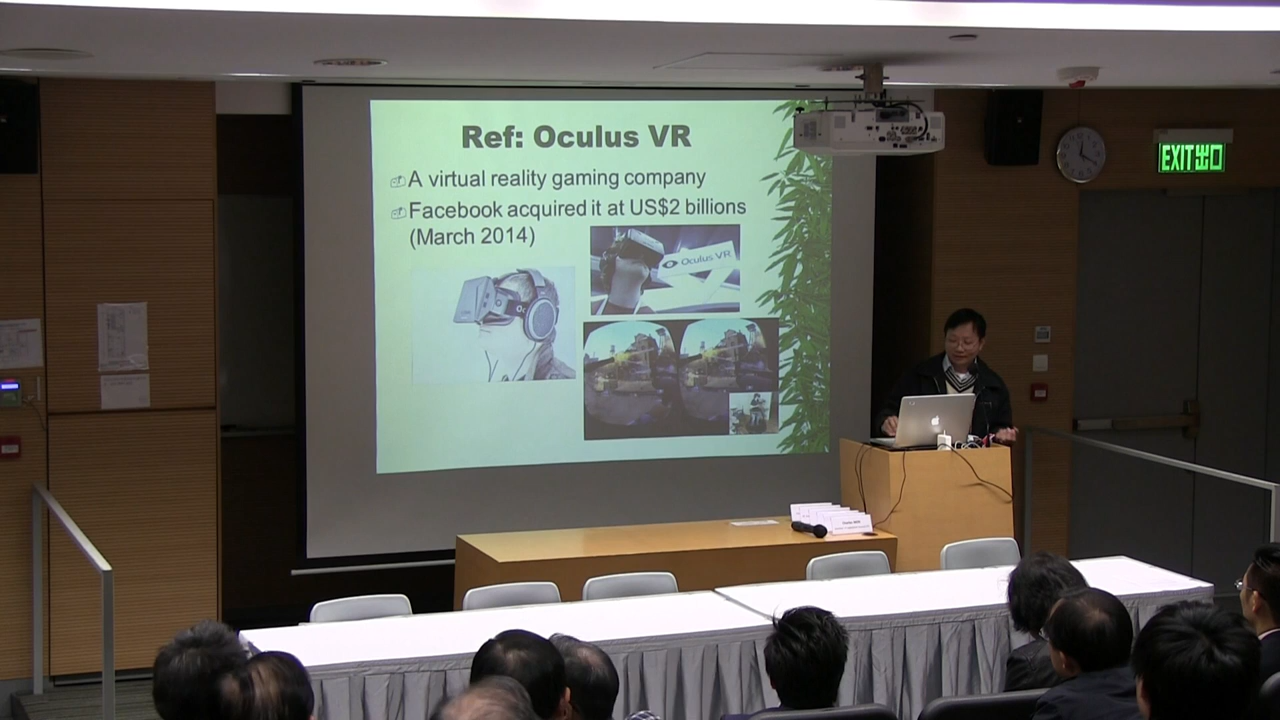 Ref: Oculus VR
A virtual reality gaming company
Facebook acquired it at US$2 billions
(March 2014)
Oculus VR
EXIT出口